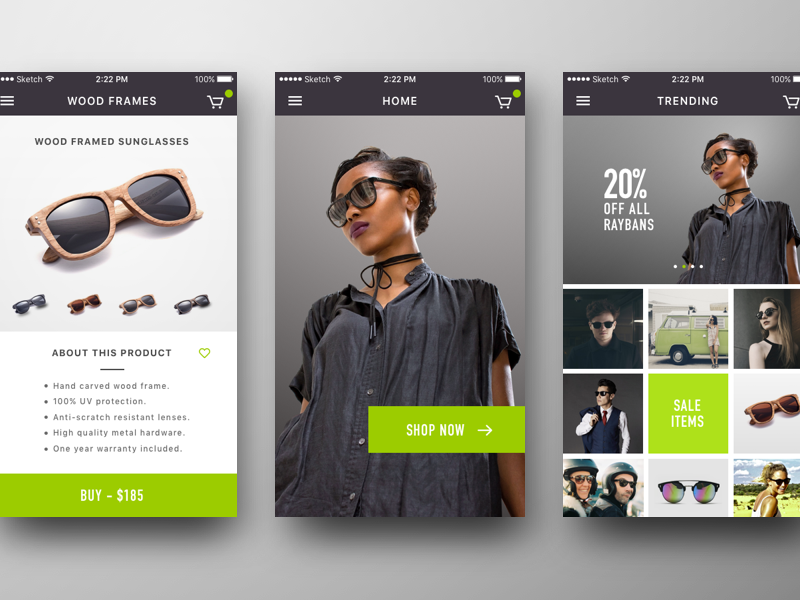 Sketch 2:22 PM 100%
WOOD FRAMES
WOOD FRAMED SUNGLASSES
ABOUT THIS PRODUCT
Hand carved wood frame.
100% UV protection.
Anti-scratch resistant lenses.
High quality metal hardware.
One year warranty included.
BUY - $185
Sketch 2:22 PM 100%
HOME
SHOP NOW
Sketch 2:22 PM 100%
TRENDING
20%
OFF ALL
RAYBANS
SALE
ITEMS